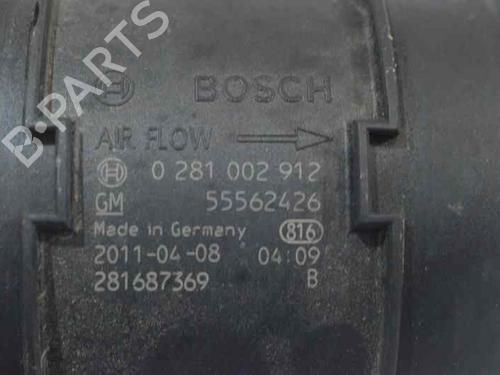 BOSCH
AIR FLOW
0 281 002 912
GM 55562426
Made in Germany 816
2011-04-08 04:09
281687369 B
B-PARTS